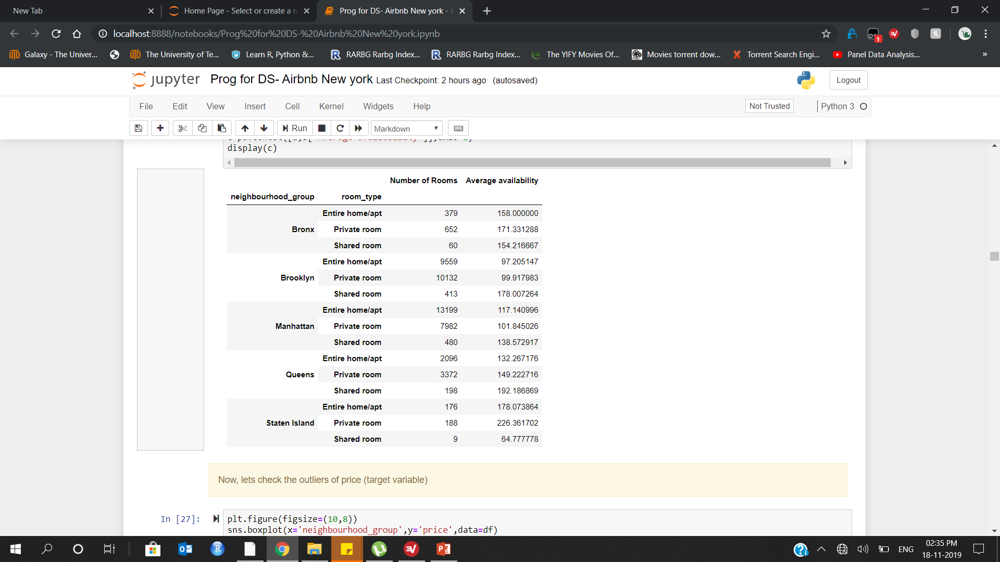 New Tab
Home Page - Select or create a n
Prog for DS- Airbnb New york - J
localhost:8888/notebooks/Prog%20for%20DS-%20Airbnb%20New%20york.ipynb
1
Galaxy - The Univer...
The University of Te...
Learn R, Python &...
RARBG Rarbg Index...
RARBG Rarbg Index...
The YIFY Movies Of...
Movies torrent dow...
Torrent Search Engi...
Panel Data Analysis...
»
jupyter Prog for DS- Airbnb New york Last Checkpoint: 2 hours ago (autosaved)
Logout
File Edit View Insert Cell Kernel Widgets Help
Not Trusted
Python 3
Run
Markdown
display(c)
Number of Rooms Average availability
neighbourhood_group room_type
Entire home/apt 379 158.000000
Bronx Private room 652 171.331288
Shared room 60 154.216667
Entire home/apt 9559 97.205147
Brooklyn Private room 10132 99.917983
Shared room 413 178.007264
Entire home/apt 13199 117.140996
Manhattan Private room 7982 101.845026
Shared room 480 138.572917
Entire home/apt 2096 132.267176
Queens Private room 3372 149.222716
Shared room 198 192.186869
Entire home/apt 176 178.073864
Staten Island Private room 188 226.361702
Shared room 9 64.777778
Now, lets check the outliers of price (target variable)
In [27]:
plt.figure(figsize=(10,8))
sns.boxplot(x='neighbourhood_group',y='price',data=df)
ENG
02:35 PM
18-11-2019